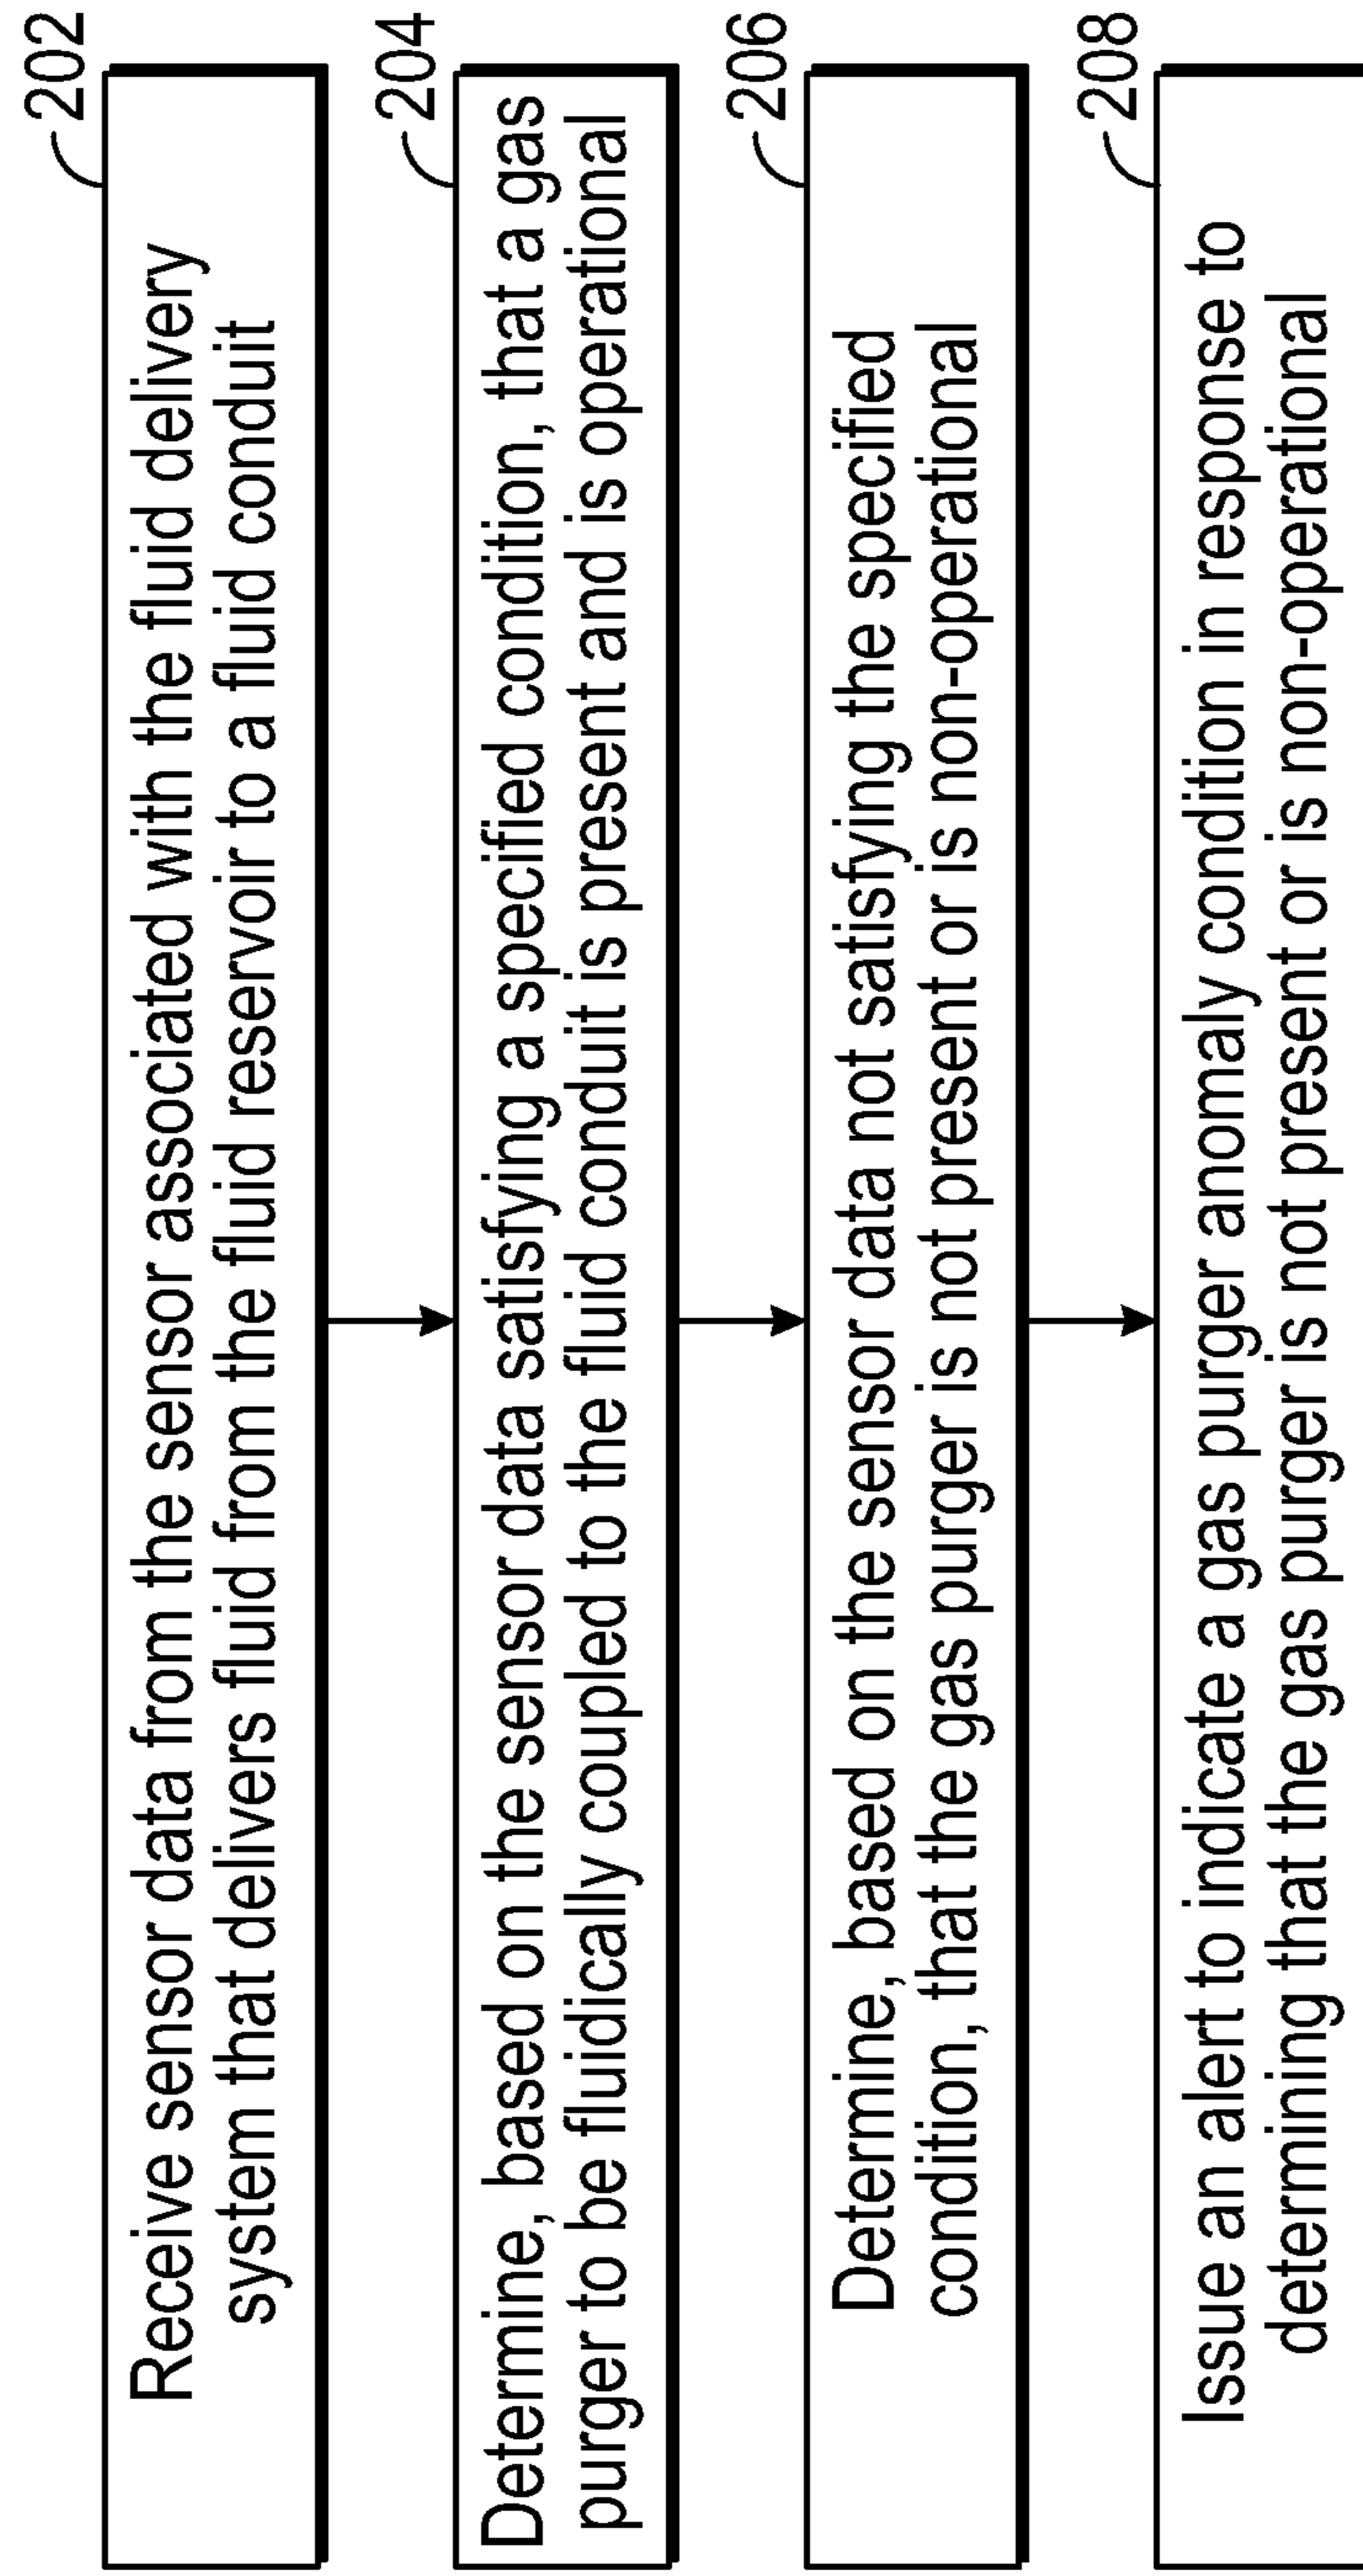 202
Receive sensor data from the sensor associated with the fluid delivery
system that delivers fluid from the fluid reservoir to a fluid conduit
204
Determine, based on the sensor data satisfying a specified condition, that a gas
purger to be fluidically coupled to the fluid conduit is present and is operational
206
Determine, based on the sensor data not satisfying the specified
condition, that the gas purger is not present or is non-operational
208
Issue an alert to indicate a gas purger anomaly condition in response to
determining that the gas purger is not present or is non-operational